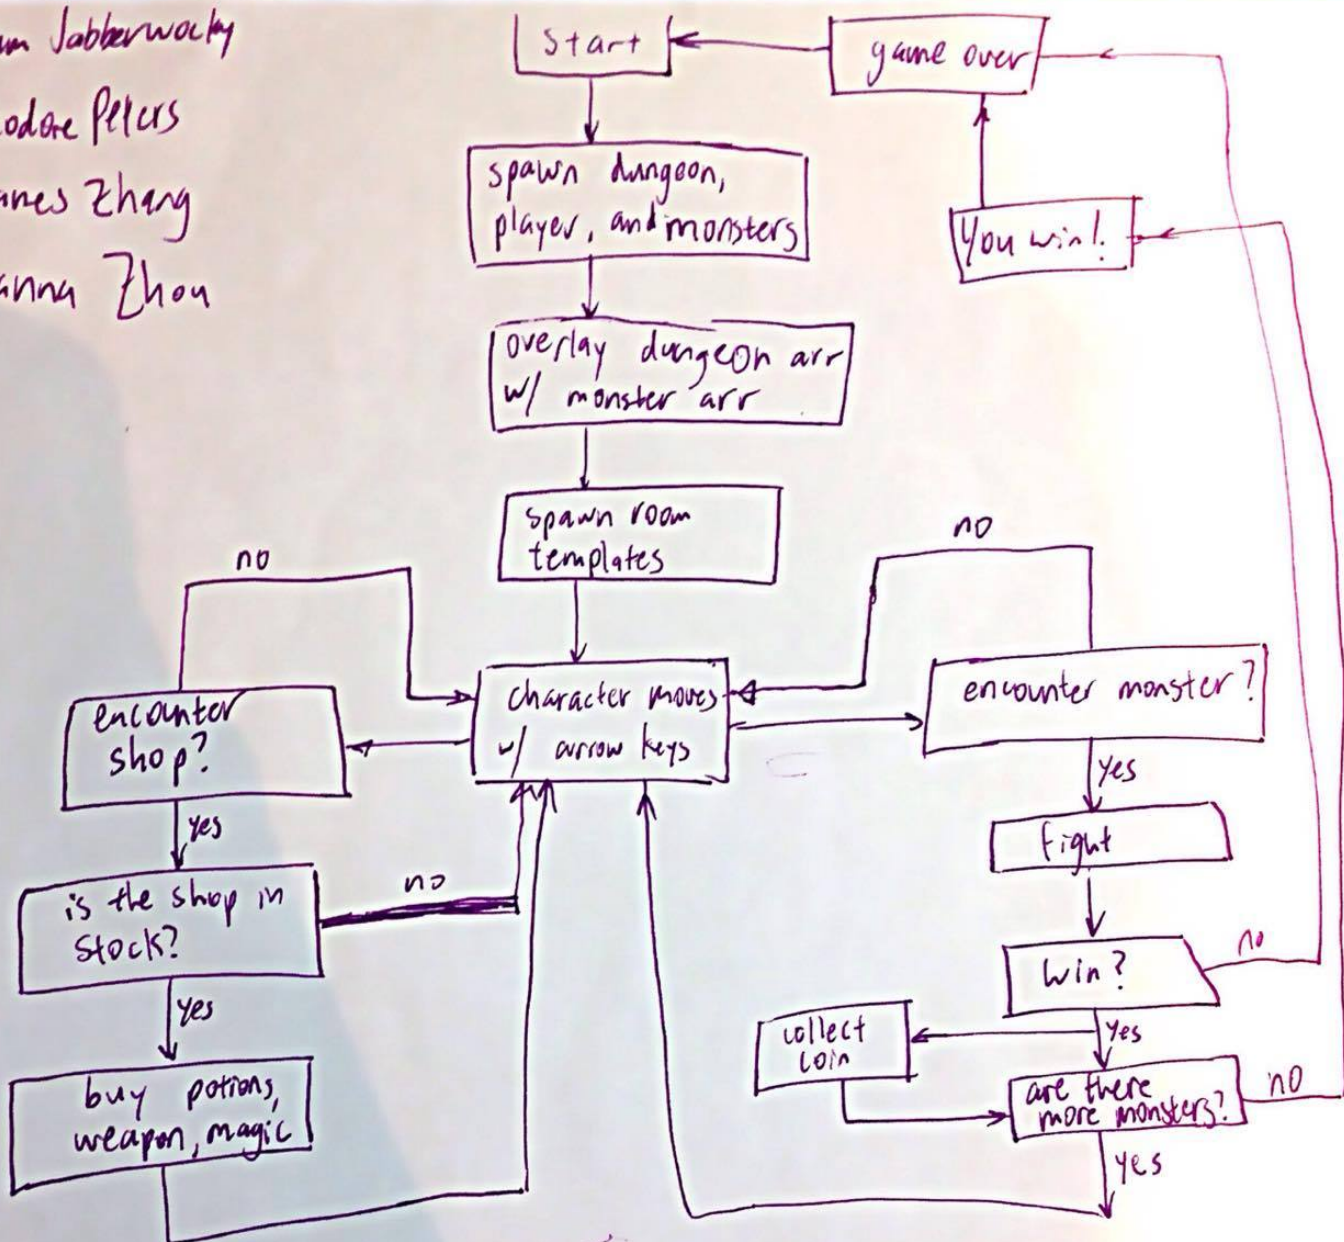 Jabberwocky
Peters
Zhang
Zhou
start
game over
spawn dungeon,
player, and monsters
You win!
overlay dungeon arr
w/ monster arr
spawn room
templates
no
no
encounter
shop?
character moves
w/ arrow keys
encounter monster?
yes
yes
fight
is the shop in
stock?
no
win?
no
yes
yes
collect
coin
are there
more monsters?
no
buy potions,
weapon, magic
yes